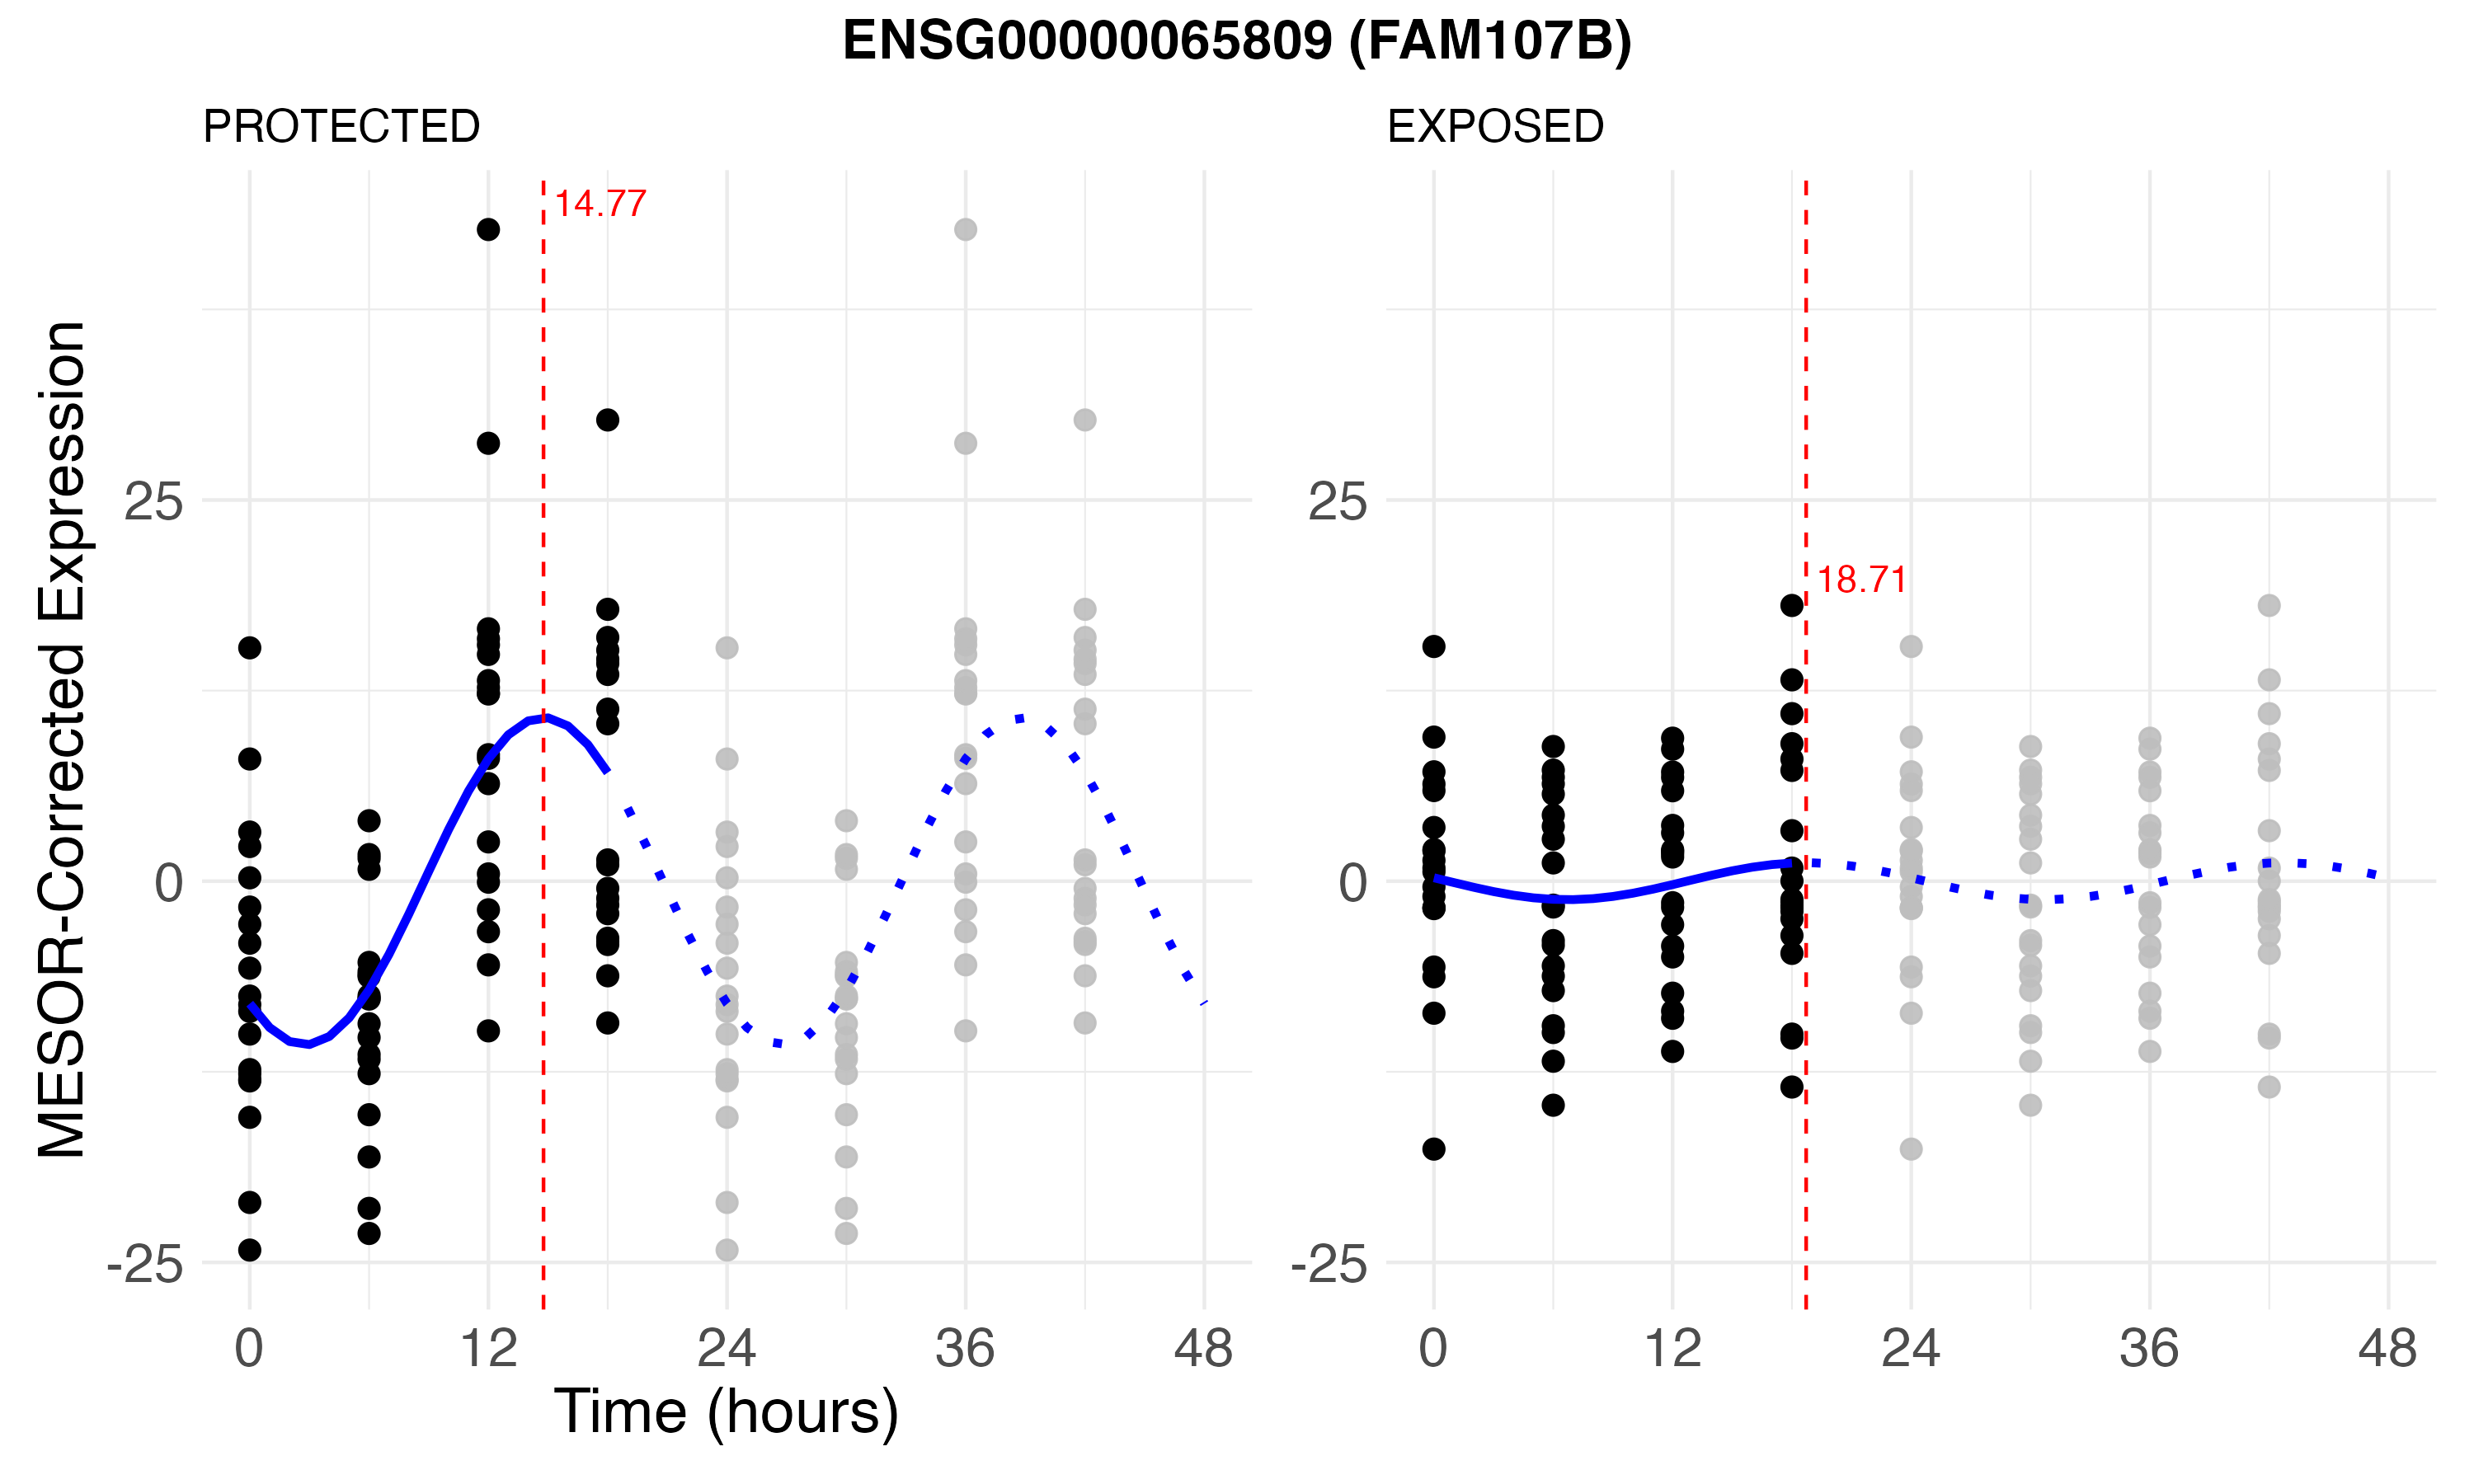 ENSG00000065809 (FAM107B)
PROTECTED
EXPOSED
MESOR-Corrected Expression
14.77
18.71
25
0
-25
25
0
-25
0 12 24 36 48
0 12 24 36 48
Time (hours)